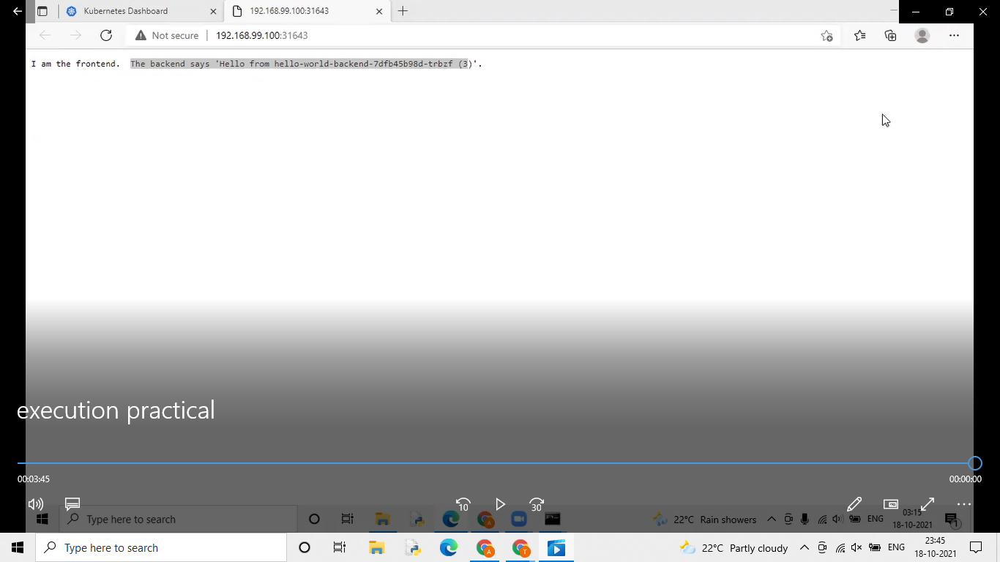 Kubernetes Dashboard
192.168.99.100:31643
Not secure
192.168.99.100:31643
I am the frontend.  The backend says 'Hello from hello-world-backend-7dfb45b98d-trbzf (3)'.
execution practical
00:03:45
00:00:00
10
30
Type here to search
22°C Rain showers
ENG
03:15
18-10-2021
1
Type here to search
A
T
22°C Partly cloudy
ENG
23:45
18-10-2021